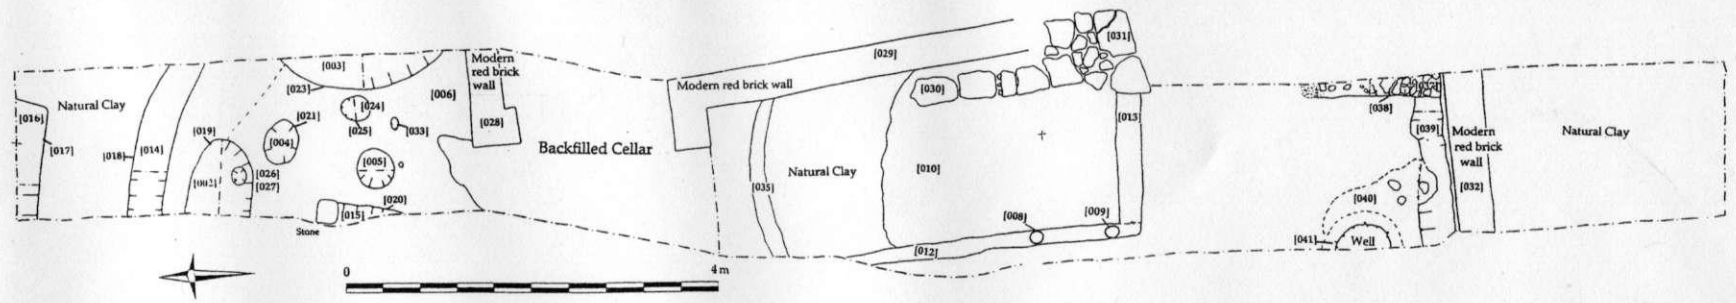 [016]
[017]
Natural Clay
[018]
[014]
[019]
[002]
[003]
[023]
[024]
[025]
[021]
[004]
[033]
[005]
[026]
[027]
[020]
[015]
Stone
[006]
Modern
red brick
wall
[028]
Backfilled Cellar
Modern red brick wall
[029]
[035]
Natural Clay
[010]
[030]
[031]
[013]
[008]
[009]
[012]
[038]
[039]
[040]
[041]
Well
Modern
red brick
wall
[032]
Natural Clay
0
4 m